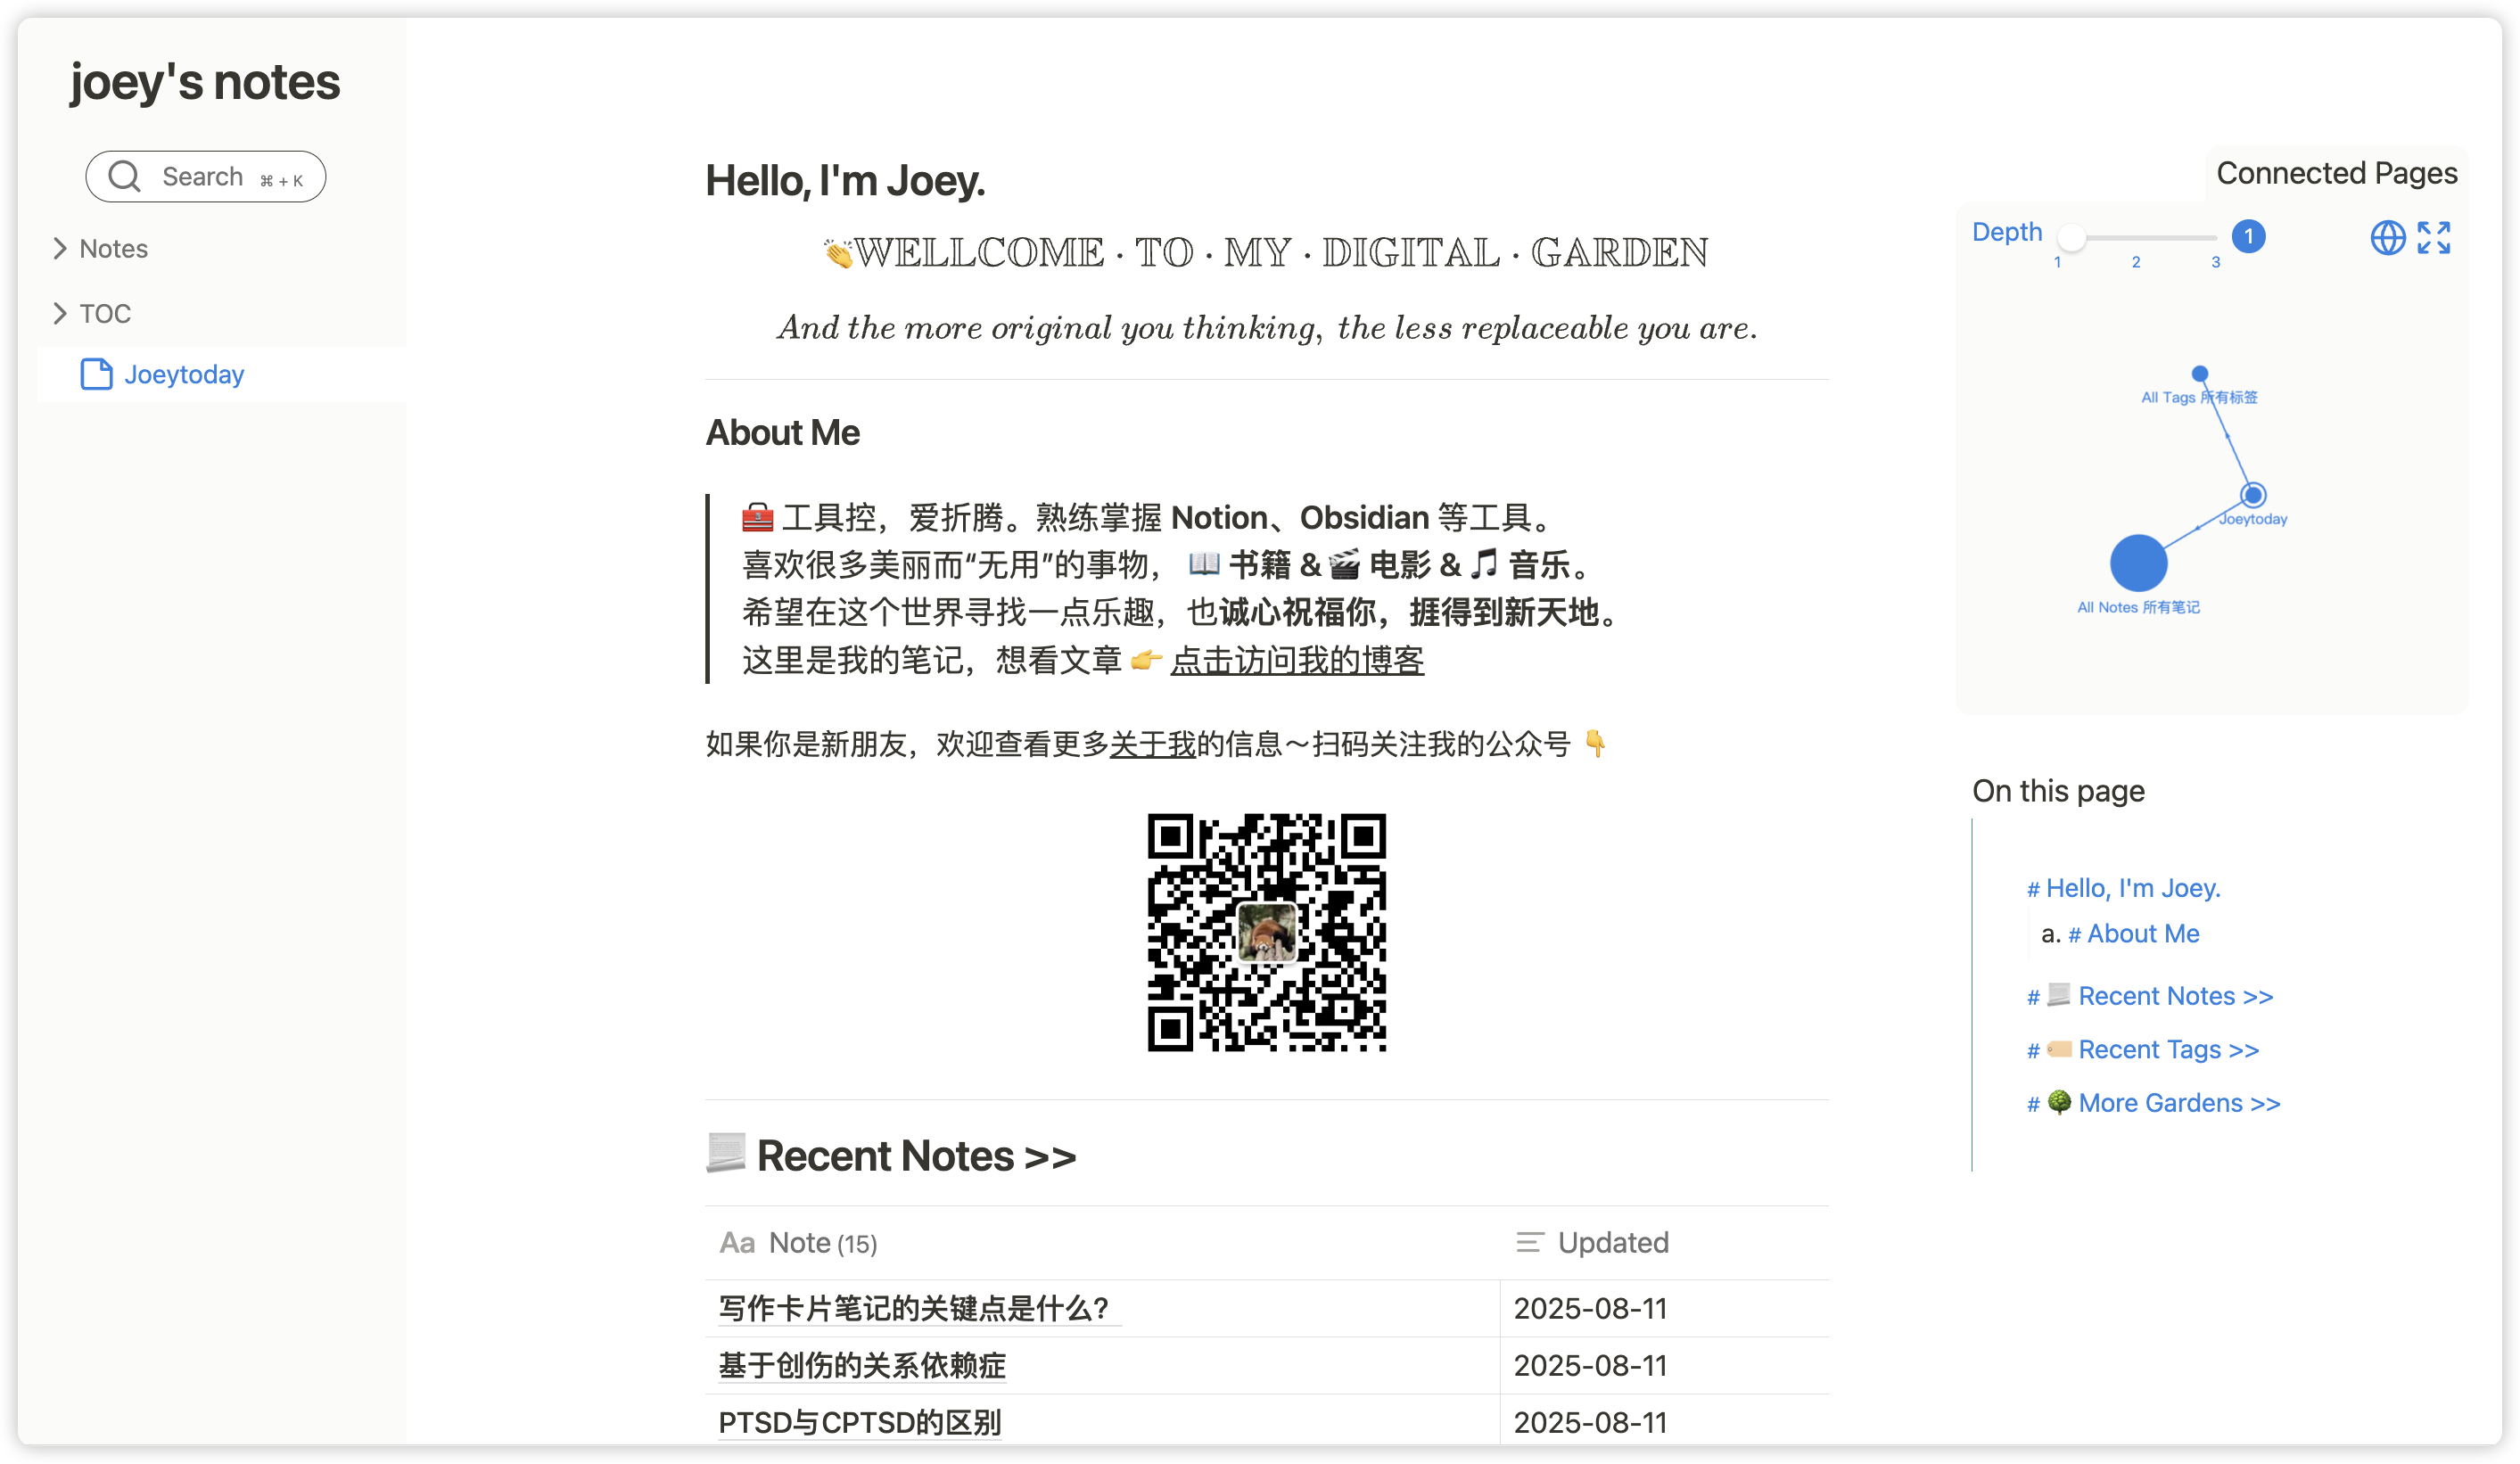 joey's notes
Search ⌘ + K
Notes
TOC
Joeytoday
Hello, I'm Joey.
👏𝕎𝔼𝕃𝕃ℂ𝕆𝕄𝔼 · 𝕋𝕆 · 𝕄𝕐 · 𝔻𝕀𝔾𝕀𝕋𝔸𝕃 · 𝔾𝔸ℝ𝔻𝔼ℕ
And the more original you thinking, the less replaceable you are.
About Me
🧰 工具控，爱折腾。熟练掌握 Notion、Obsidian 等工具。
喜欢很多美丽而“无用”的事物， 📖 书籍 & 🎬 电影 & 🎵 音乐。
希望在这个世界寻找一点乐趣，也诚心祝福你，捱得到新天地。
这里是我的笔记，想看文章 👉 点击访问我的博客
如果你是新朋友，欢迎查看更多关于我的信息～扫码关注我的公众号 👇
📃 Recent Notes >>
Aa Note (15) Updated
写作卡片笔记的关键点是什么？ 2025-08-11
基于创伤的关系依赖症 2025-08-11
PTSD与CPTSD的区别 2025-08-11
Connected Pages
Depth 1
1 2 3
All Tags 所有标签
Joeytoday
All Notes 所有笔记
On this page
# Hello, I'm Joey.
a. # About Me
# 📃 Recent Notes >>
# 🏷️ Recent Tags >>
# 🌳 More Gardens >>